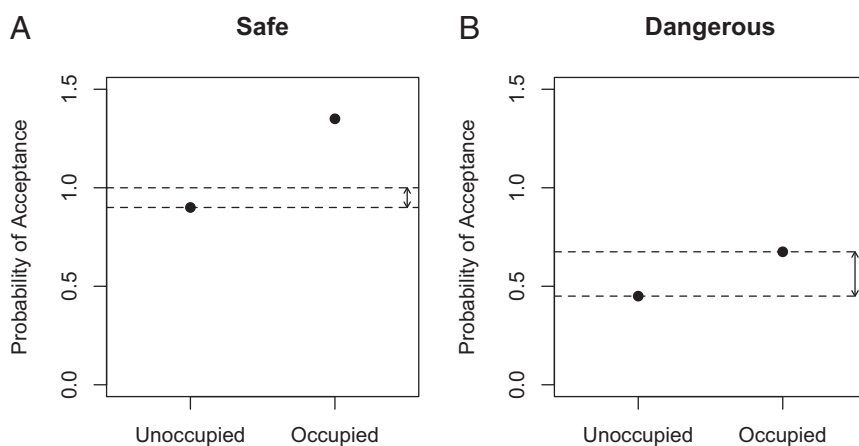 A
Safe
Probability of Acceptance
1.5
1.0
0.5
0.0
Unoccupied
Occupied
B
Dangerous
Probability of Acceptance
1.5
1.0
0.5
0.0
Unoccupied
Occupied